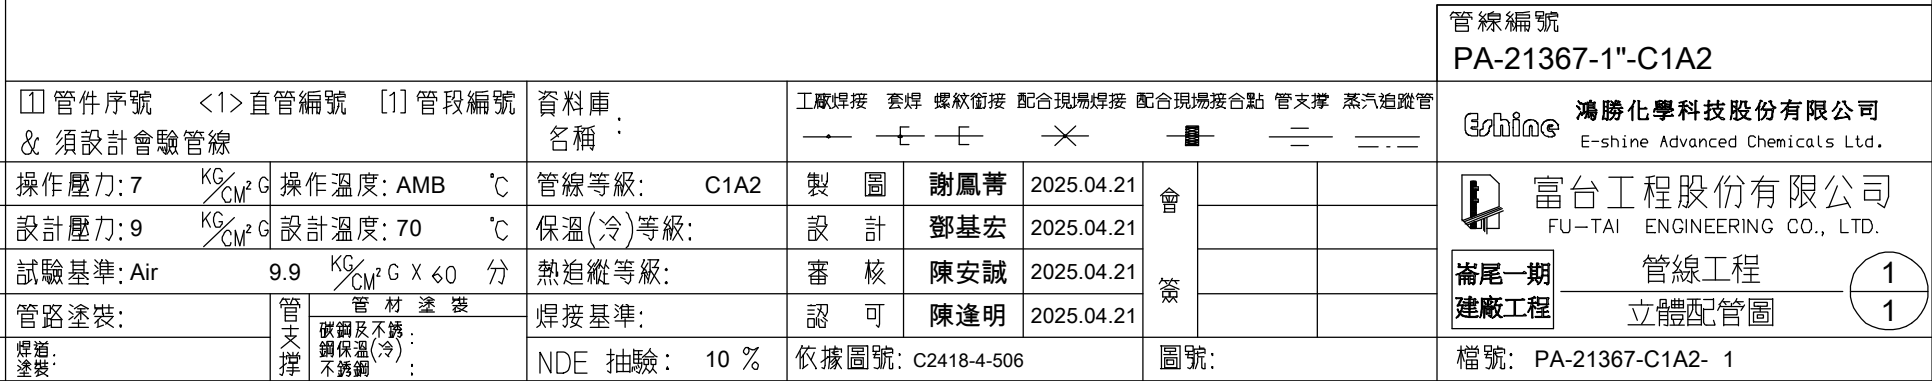 管線編號
PA-21367-1"-C1A2
1 管件序號 <1>直管編號 [1]管段編號
& 須設計會驗管線
資料庫
名稱 :
工廠焊接 套焊 螺紋銜接 配合現場焊接 配合現場接合點 管支撐 蒸汽追蹤管
Eshine 鴻勝化學科技股份有限公司
E-shine Advanced Chemicals Ltd.
操作壓力: 7 KG/CM² G 操作溫度: AMB °C 管線等級: C1A2 製圖 謝鳳菁 2025.04.21
設計壓力: 9 KG/CM² G 設計溫度: 70 °C 保溫(冷)等級: 設計 鄧基宏 2025.04.21
試驗基準: Air 9.9 KG/CM² G X 60 分 熱追縱等級: 審核 陳安誠 2025.04.21
管路塗裝: 焊接基準: 認可 陳逢明 2025.04.21
會簽
富台工程股份有限公司
FU-TAI ENGINEERING CO., LTD.
崙尾一期
建廠工程
管線工程
立體配管圖
1
1
管支撐
管材塗裝
碳鋼及不銹 :
鋼保溫(冷)
不銹鋼 :
焊道:
塗裝:
NDE 抽驗: 10 % 依據圖號: C2418-4-506 圖號: 檔號: PA-21367-C1A2- 1